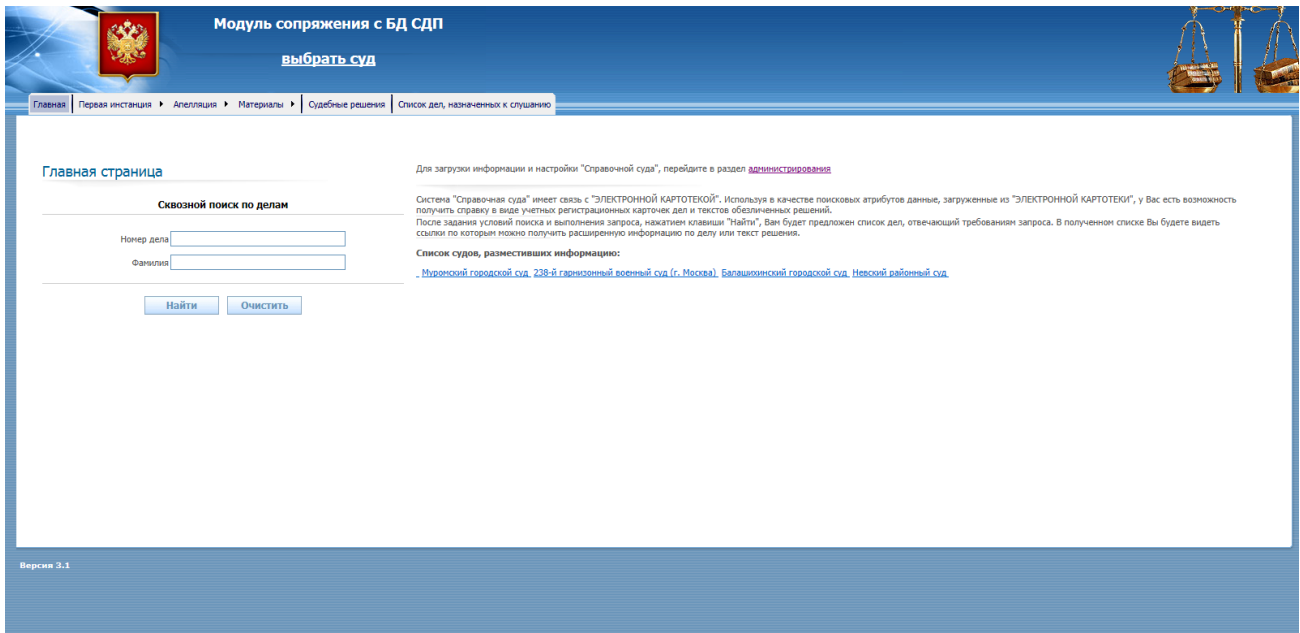 Модуль сопряжения с БД СДП
выбрать суд
Главная
Первая инстанция
Апелляция
Материалы
Судебные решения
Список дел, назначенных к слушанию
Главная страница
Сквозной поиск по делам
Номер дела
Фамилия
Найти
Очистить
Для загрузки информации и настройки "Справочной суда", перейдите в раздел администрирования
Система "Справочная суда" имеет связь с "ЭЛЕКТРОННОЙ КАРТОТЕКОЙ". Используя в качестве поисковых атрибутов данные, загруженные из "ЭЛЕКТРОННОЙ КАРТОТЕКИ", у Вас есть возможность
получить справку в виде учетных регистрационных карточек дел и текстов обезличенных решений.
После задания условий поиска и выполнения запроса, нажатием клавиши "Найти", Вам будет предложен список дел, отвечающий требованиям запроса. В полученном списке Вы будете видеть
ссылки по которым можно получить расширенную информацию по делу или текст решения.
Список судов, разместивших информацию:
Муромский городской суд 238-й гарнизонный военный суд (г. Москва) Балашихинский городской суд Невский районный суд
Версия 3.1